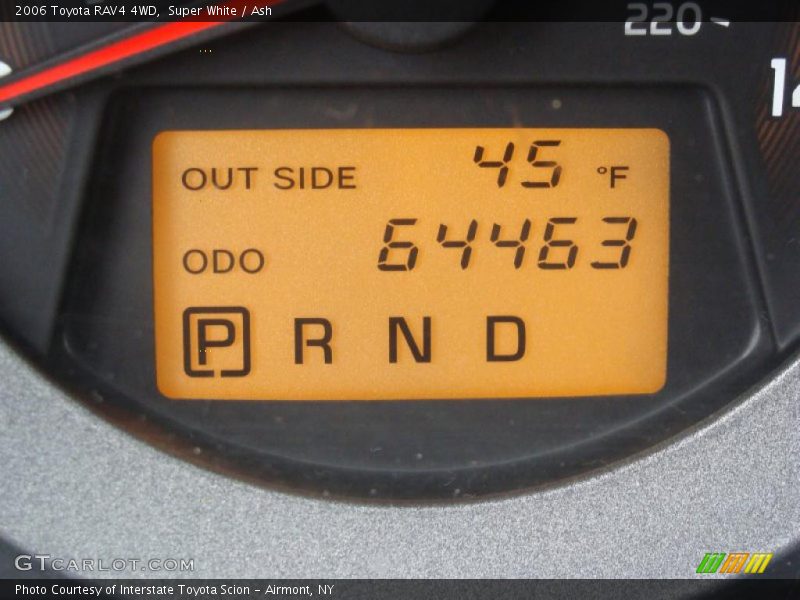 2006 Toyota RAV4 4WD, Super White / Ash
220
OUT SIDE 45 °F
ODO 64463
P R N D
GTCARLOT.COM
Photo Courtesy of Interstate Toyota Scion - Airmont, NY